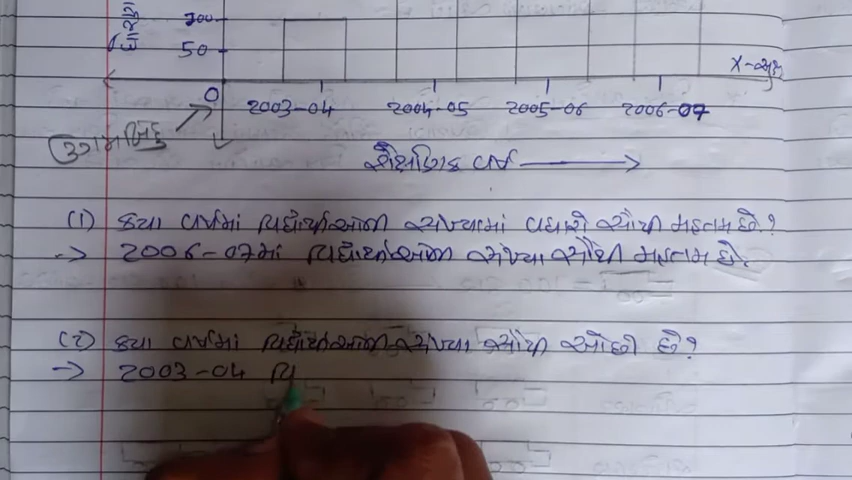 100
50
X-અક્ષ
0
2003-04 2004-05 2005-06 2006-07
શૈક્ષણિક વર્ષ
(1) કયા વર્ષમાં વિદ્યાર્થીઓની સંખ્યામાં વધારો સૌથી મહત્તમ છે.?
→ 2006-07માં વિદ્યાર્થીઓની સંખ્યા સૌથી મહત્તમ છે.
(2) કયા વર્ષમાં વિદ્યાર્થીઓની સંખ્યા સૌથી ઓછી છે?
→ 2003-04 વિ